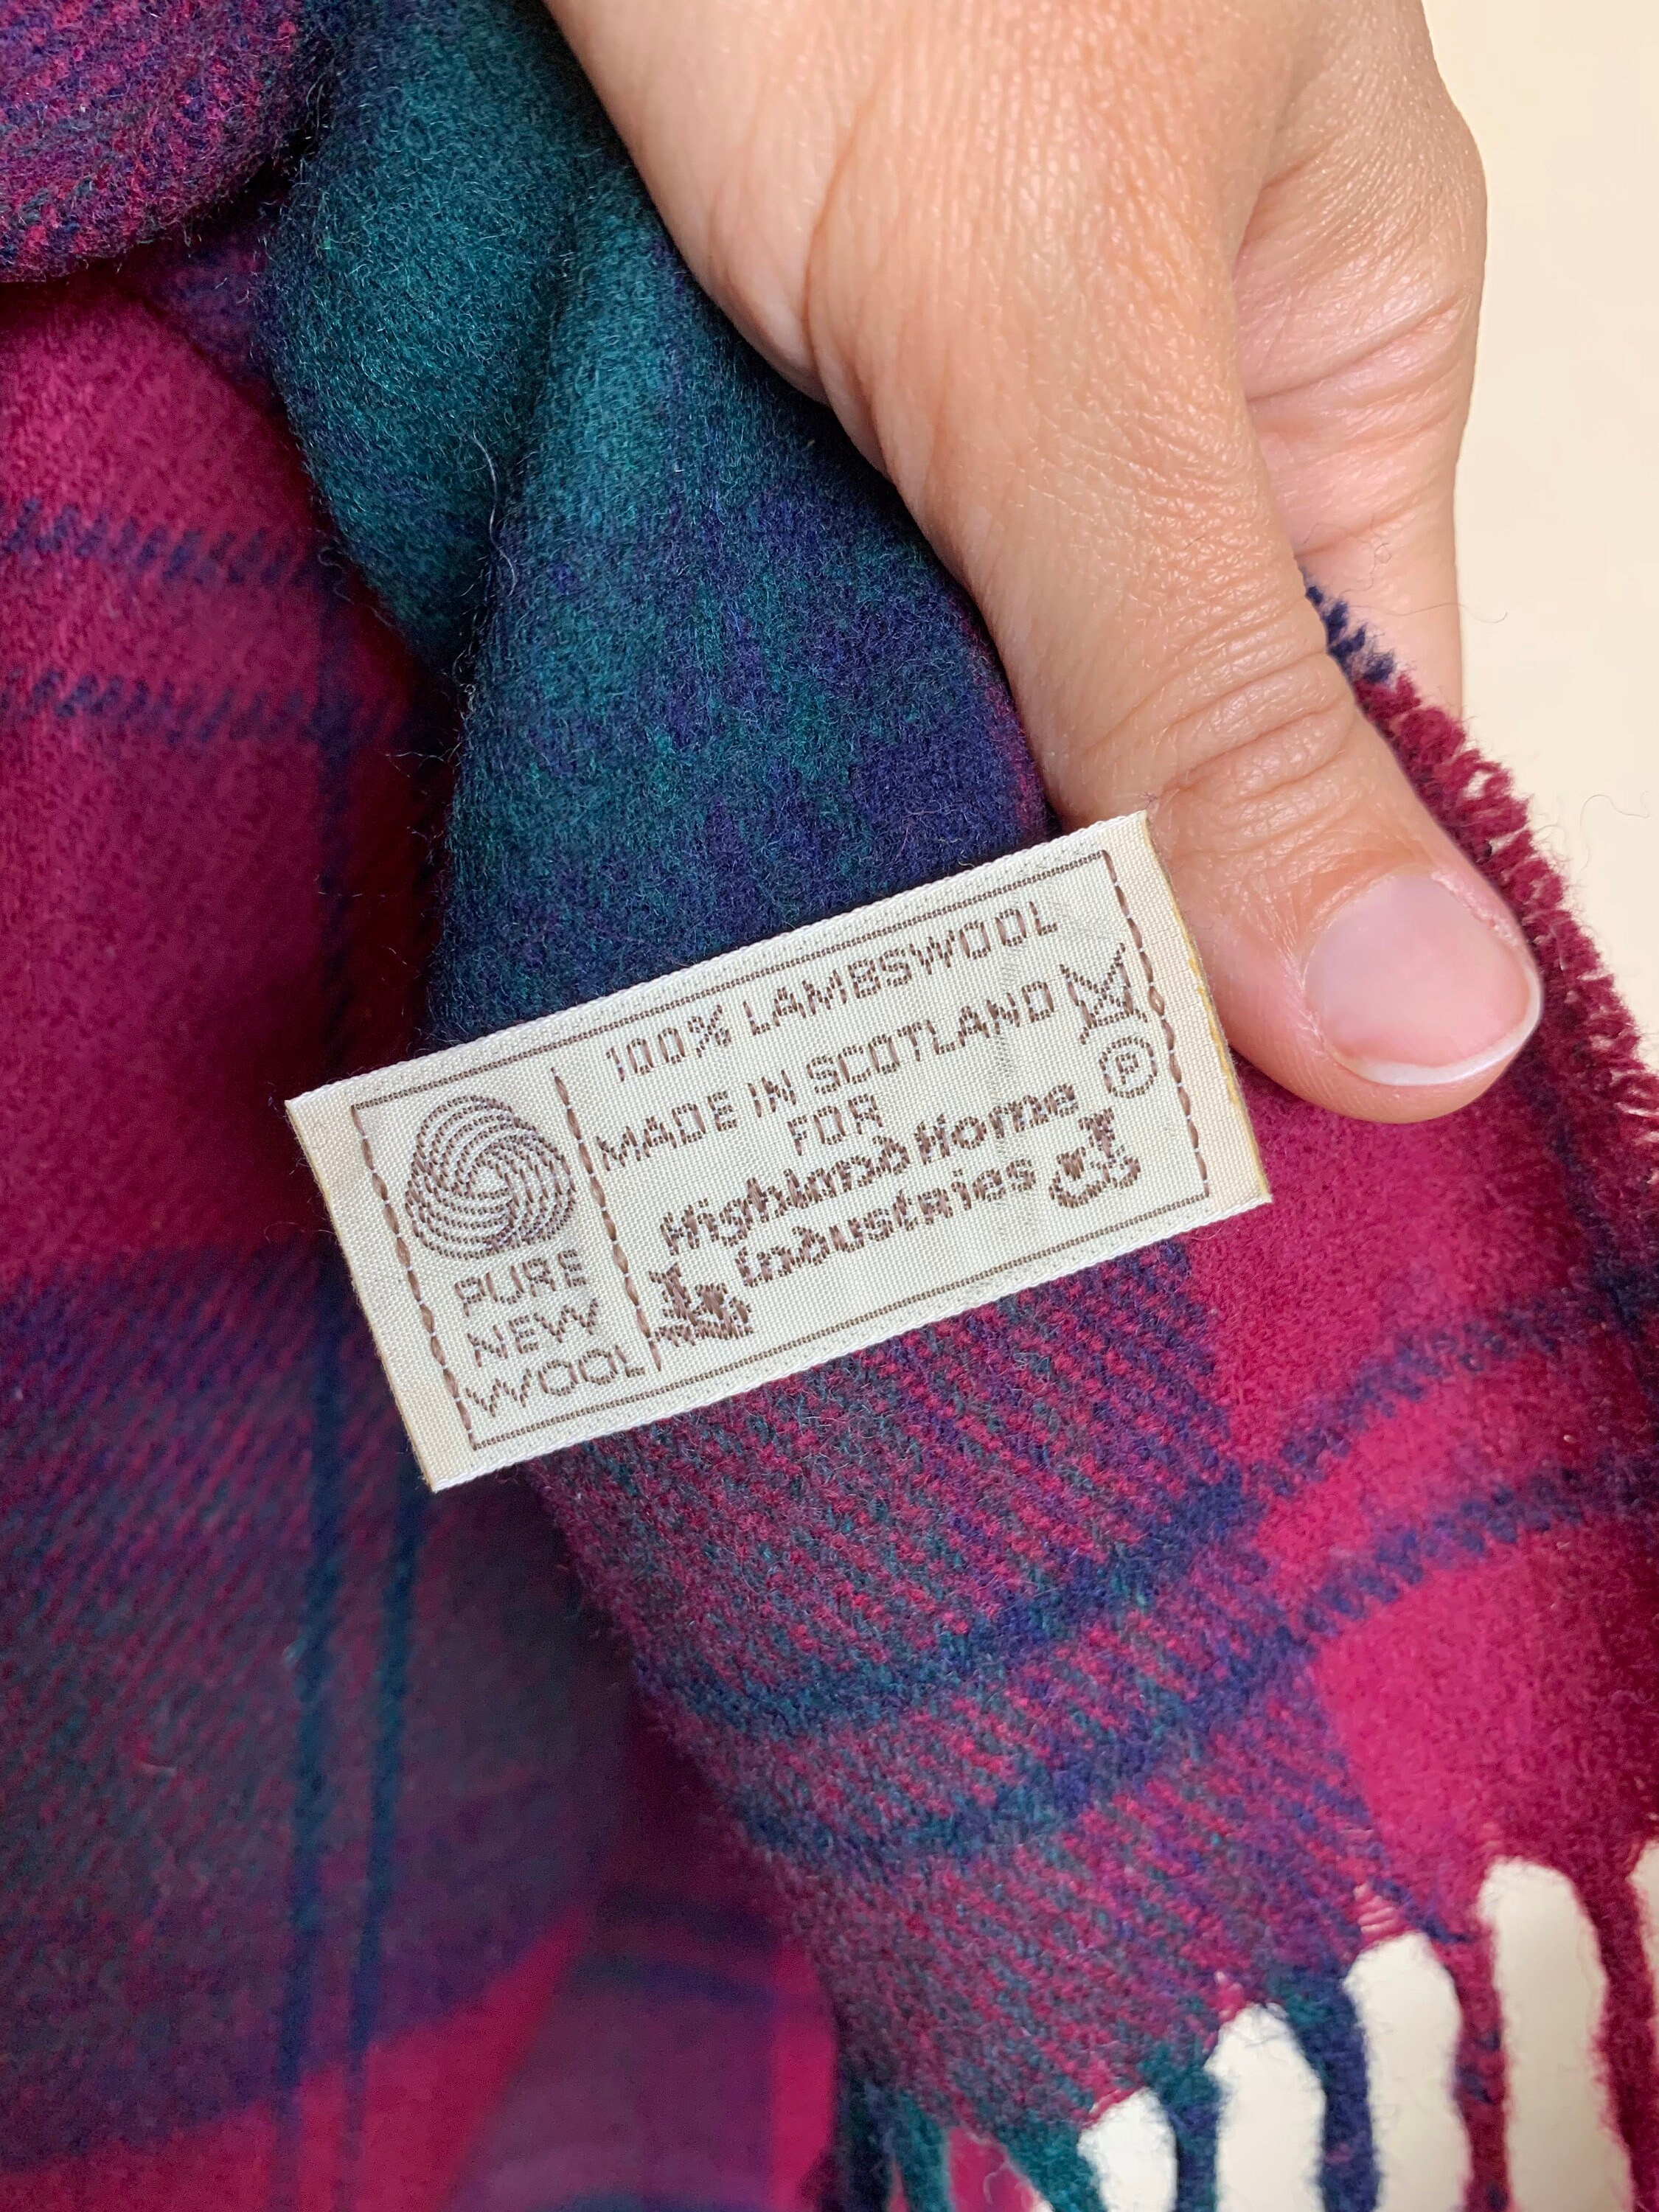 100% LAMBSWOOL
MADE IN SCOTLAND
FOR
Highland Home
Industries
P
PURE
NEW
WOOL